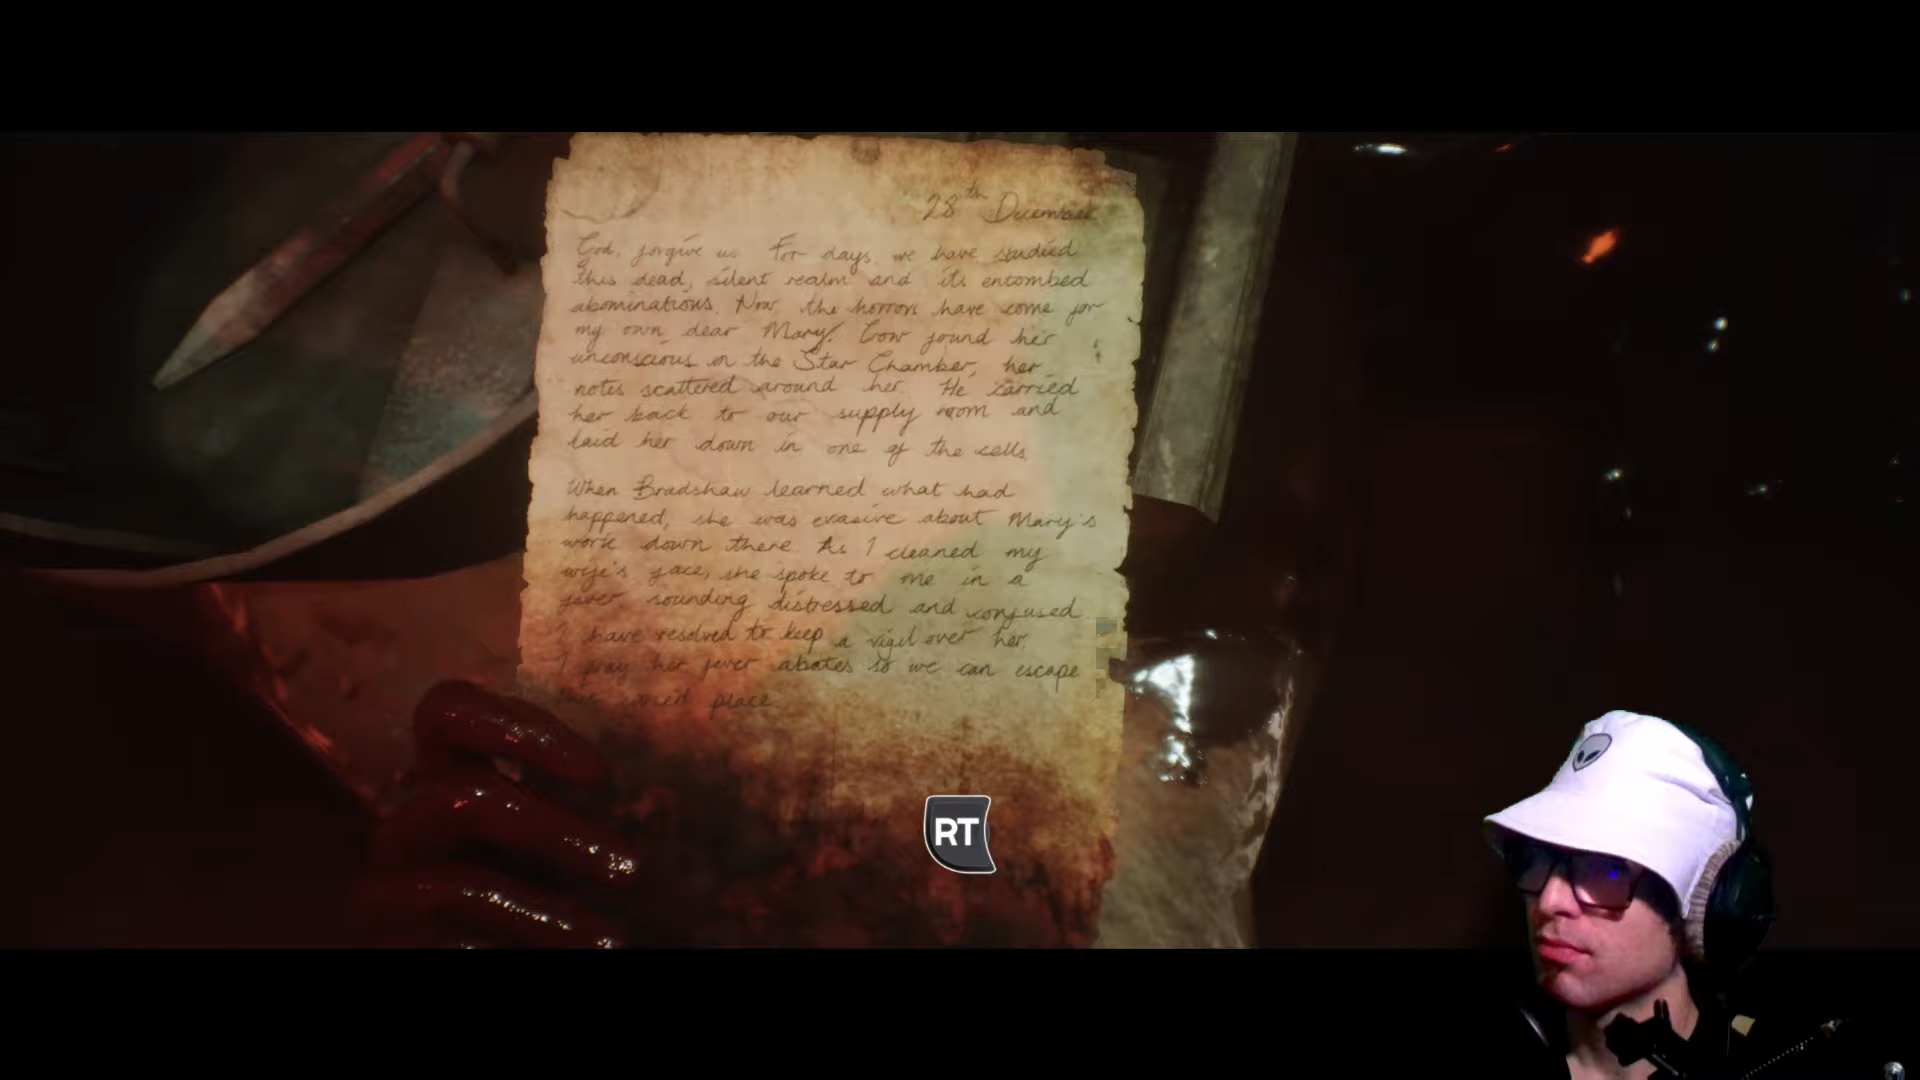 28th December
God, forgive us. For days, we have studied
this dead, silent realm and its entombed
abominations. Now the horrors have come for
my own dear Mary. Cow found her
unconscious in the Star Chamber, her
notes scattered around her. He carried
her back to our supply room and
laid her down in one of the cells.
When Bradshaw learned what had
happened, she was evasive about Mary's
work down there. As I cleaned my
wife's face, she spoke to me in a
fever sounding distressed and confused
I have resolved to keep a vigil over her.
I pray her fever abates so we can escape
place
RT